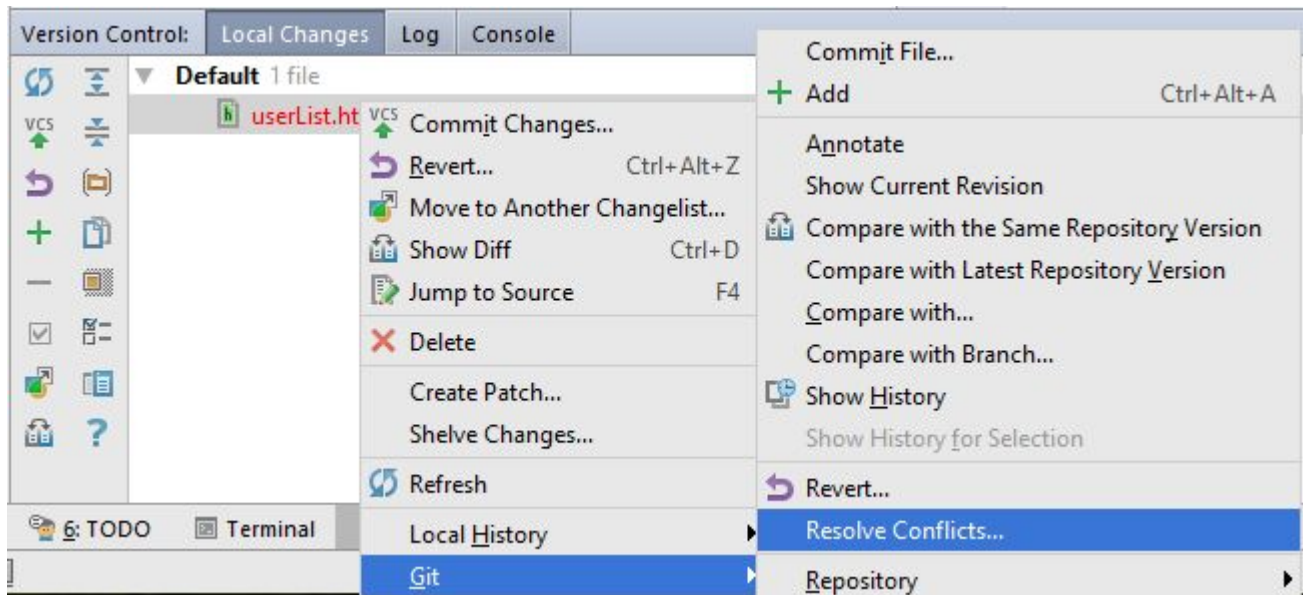 Version Control: Local Changes Log Console
Default 1 file
userList.ht
VCS
VCS Commit Changes...
Revert... Ctrl+Alt+Z
Move to Another Changelist...
Show Diff Ctrl+D
Jump to Source F4
Delete
Create Patch...
Shelve Changes...
Refresh
Local History
Git
Commit File...
Add Ctrl+Alt+A
Annotate
Show Current Revision
Compare with the Same Repository Version
Compare with Latest Repository Version
Compare with...
Compare with Branch...
Show History
Show History for Selection
Revert...
Resolve Conflicts...
Repository
6: TODO Terminal